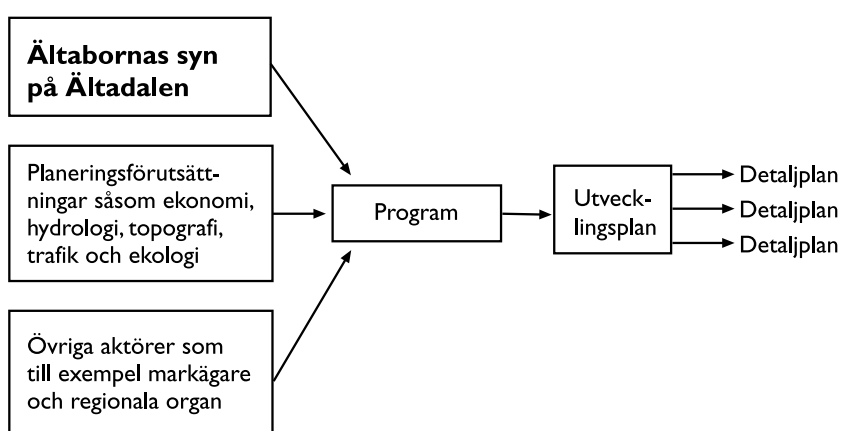 Ältabornas syn
på Ältadalen
Planeringsförutsätt-
ningar såsom ekonomi,
hydrologi, topografi,
trafik och ekologi
Övriga aktörer som
till exempel markägare
och regionala organ
Program
Utveck-
lingsplan
Detaljplan
Detaljplan
Detaljplan